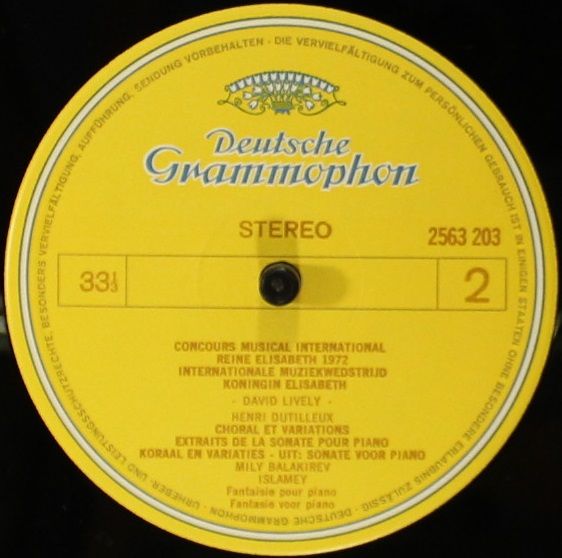 URHEBER- UND LEISTUNGSSCHUTZRECHTE, BESONDERS VERVIELFÄLTIGUNG, AUFFÜHRUNG, SENDUNG VORBEHALTEN - DIE VERVIELFÄLTIGUNG ZUM PERSÖNLICHEN GEBRAUCH IST IN EINIGEN STAATEN OHNE BESONDERE ERLAUBNIS ZULÄSSIG - DEUTSCHE GRAMMOPHON -
Deutsche
Grammophon
STEREO
2563 203
33⅓
2
CONCOURS MUSICAL INTERNATIONAL
REINE ELISABETH 1972
INTERNATIONALE MUZIEKWEDSTRIJD
KONINGIN ELISABETH
- DAVID LIVELY -
HENRI DUTILLEUX
CHORAL ET VARIATIONS
EXTRAITS DE LA SONATE POUR PIANO
KORAAL EN VARIATIES - UIT: SONATE VOOR PIANO
MILY BALAKIREV
ISLAMEY
Fantaisie pour piano
Fantasie voor piano